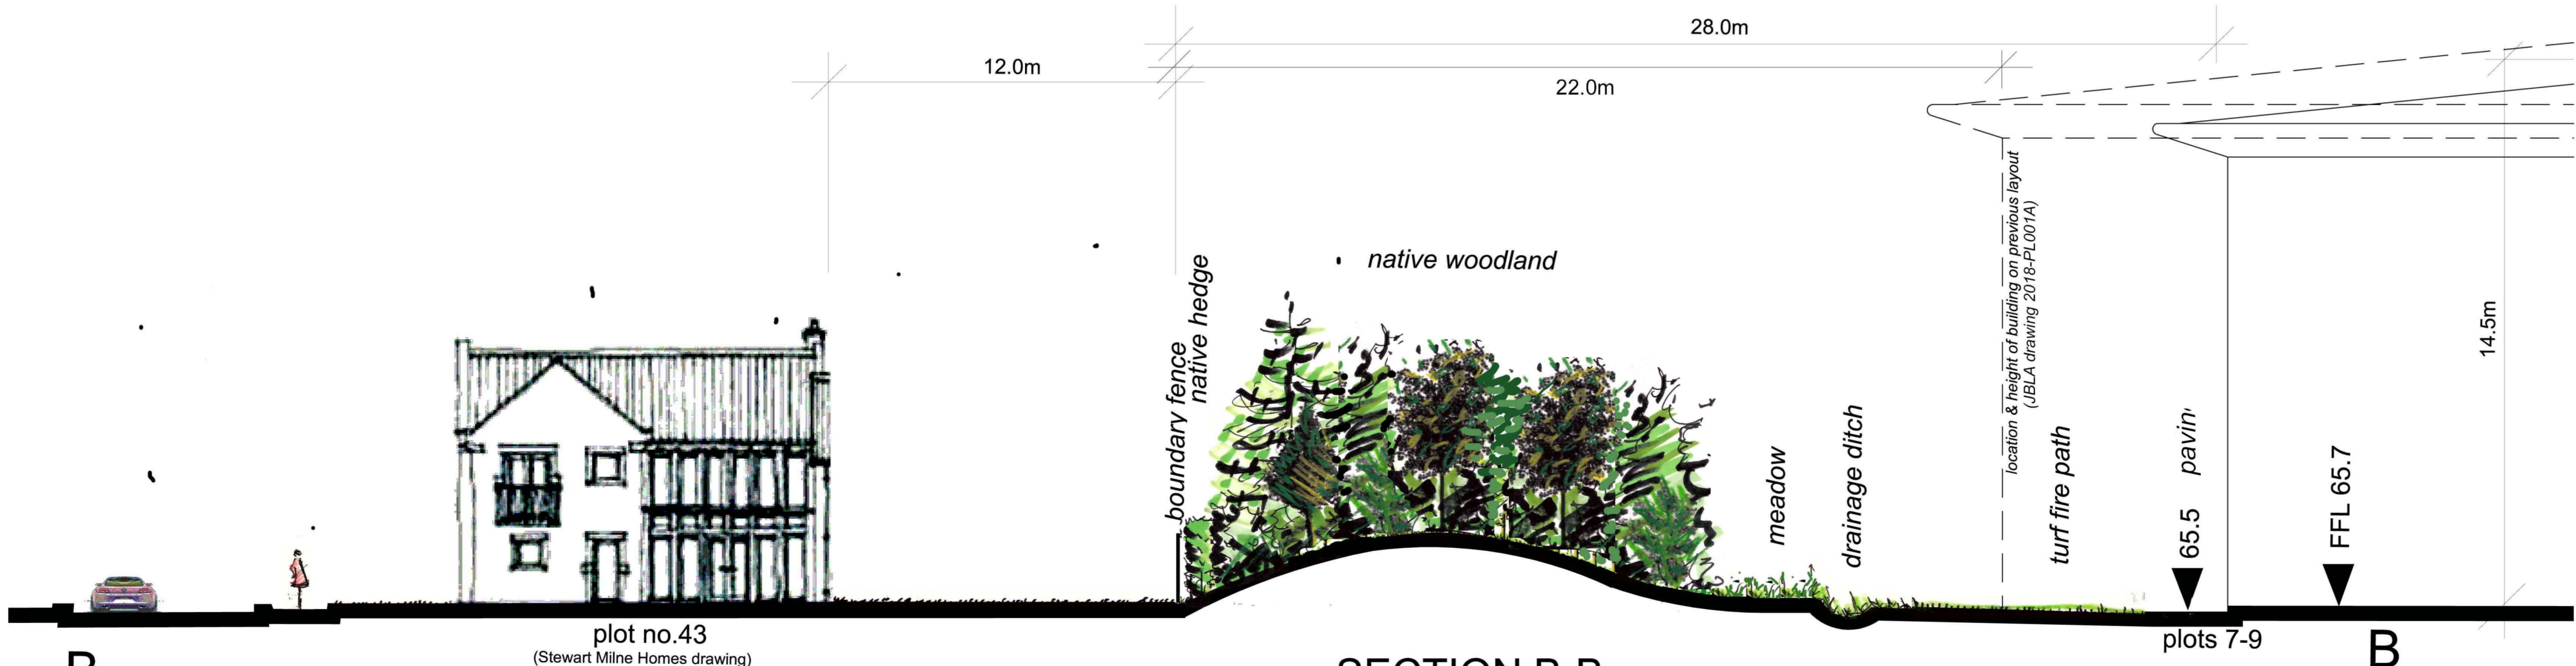 28.0m
12.0m
22.0m
native woodland
boundary fence
native hedge
meadow
drainage ditch
location & height of building on previous layout
(JBLA drawing 2018-PL001A)
turf fire path
65.5
FFL 65.7
14.5m
plot no.43
(Stewart Milne Homes drawing)
plots 7-9
B